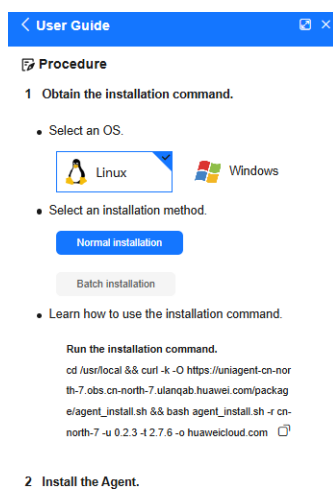 User Guide
Procedure
1 Obtain the installation command.
• Select an OS.
Linux
Windows
• Select an installation method.
Normal installation
Batch installation
• Learn how to use the installation command.
Run the installation command.
cd /usr/local && curl -k -O https://uniagent-cn-nor
th-7.obs.cn-north-7.ulanqab.huawei.com/packag
e/agent_install.sh && bash agent_install.sh -r cn-
north-7 -u 0.2.3 -t 2.7.6 -o huaweicloud.com
2 Install the Agent.